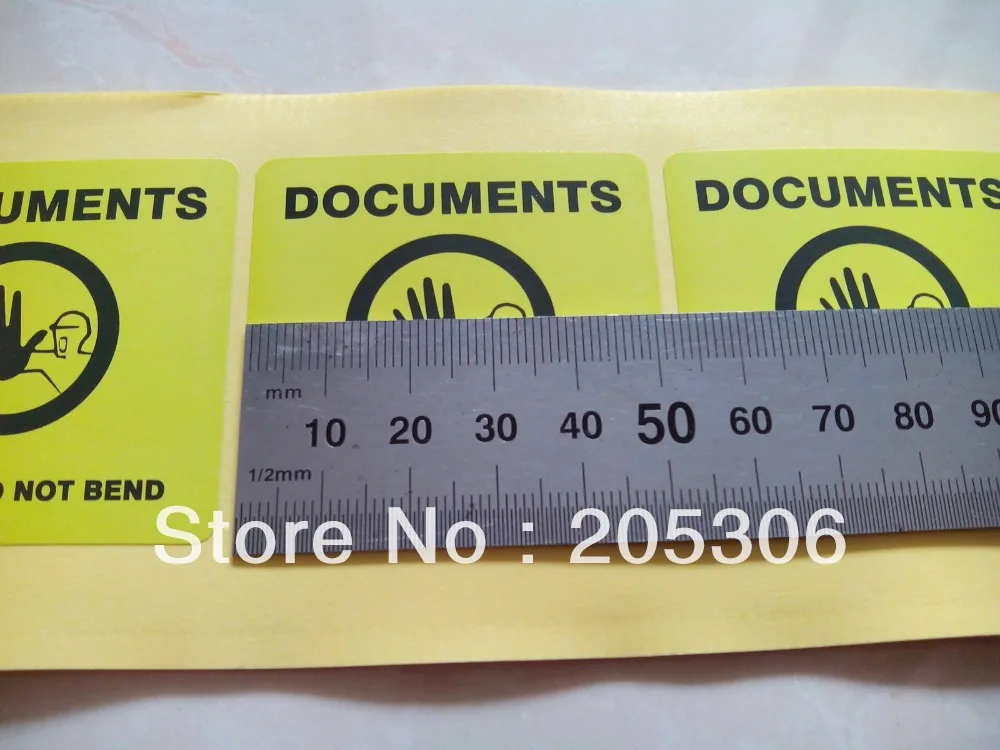 UMENTS
DOCUMENTS
DOCUMENTS
mm
10 20 30 40 50 60 70 80 90
1/2mm
NOT BEND
Store No : 205306